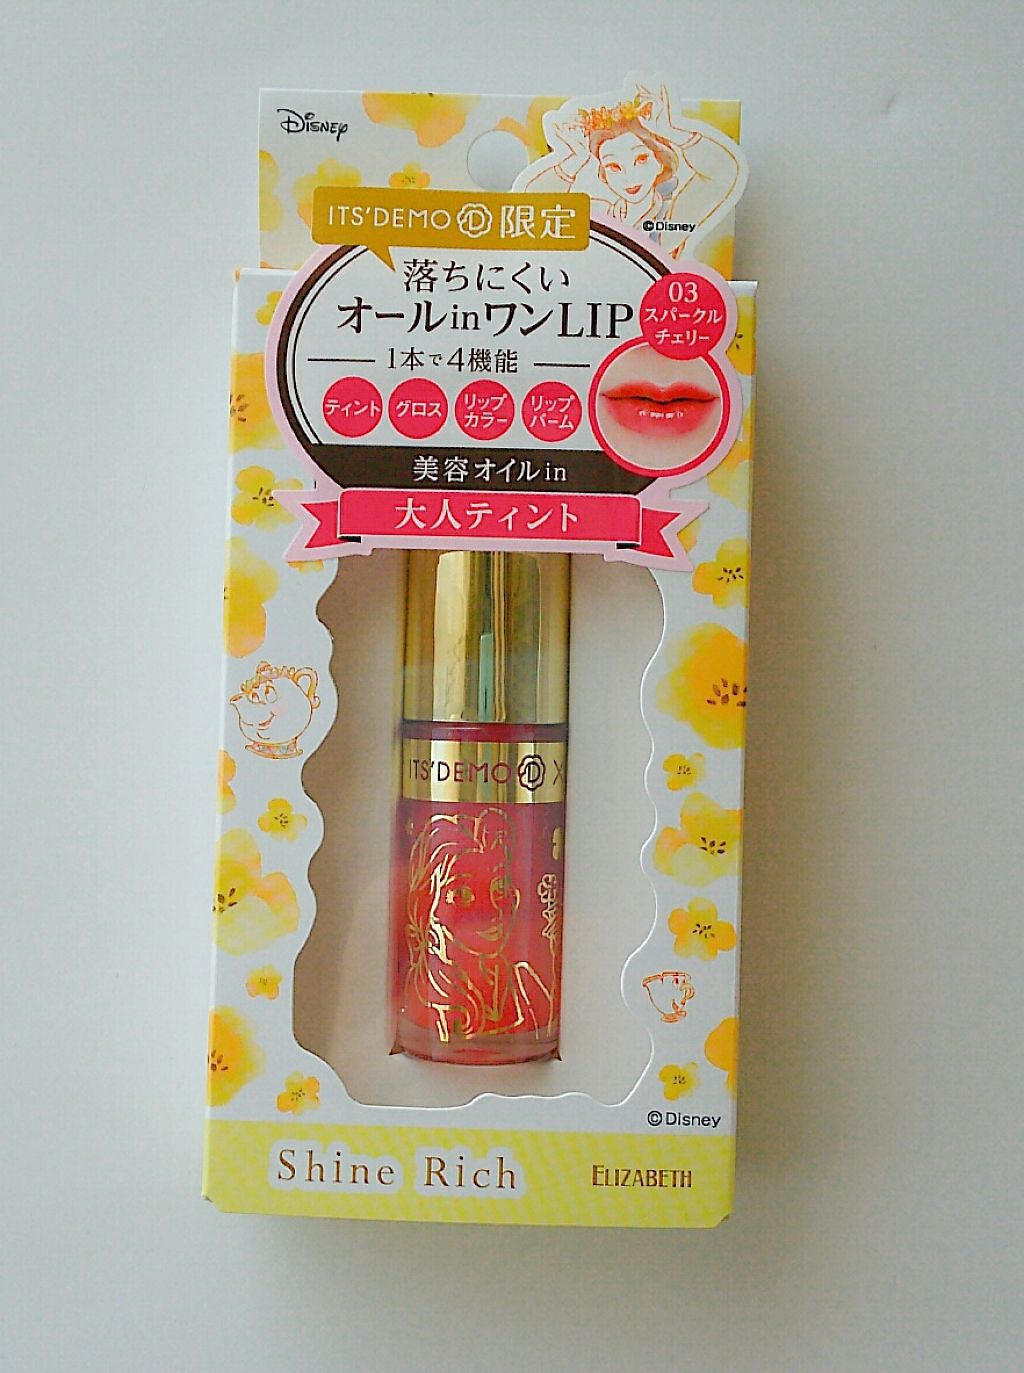 Disney
©Disney
ITS'DEMO D 限定
落ちにくい
オールinワンLIP
1本で4機能
03
スパークル
チェリー
ティント
グロス
リップ
カラー
リップ
バーム
美容オイルin
大人ティント
ITS'DEMO D X
©Disney
Shine Rich
ELIZABETH